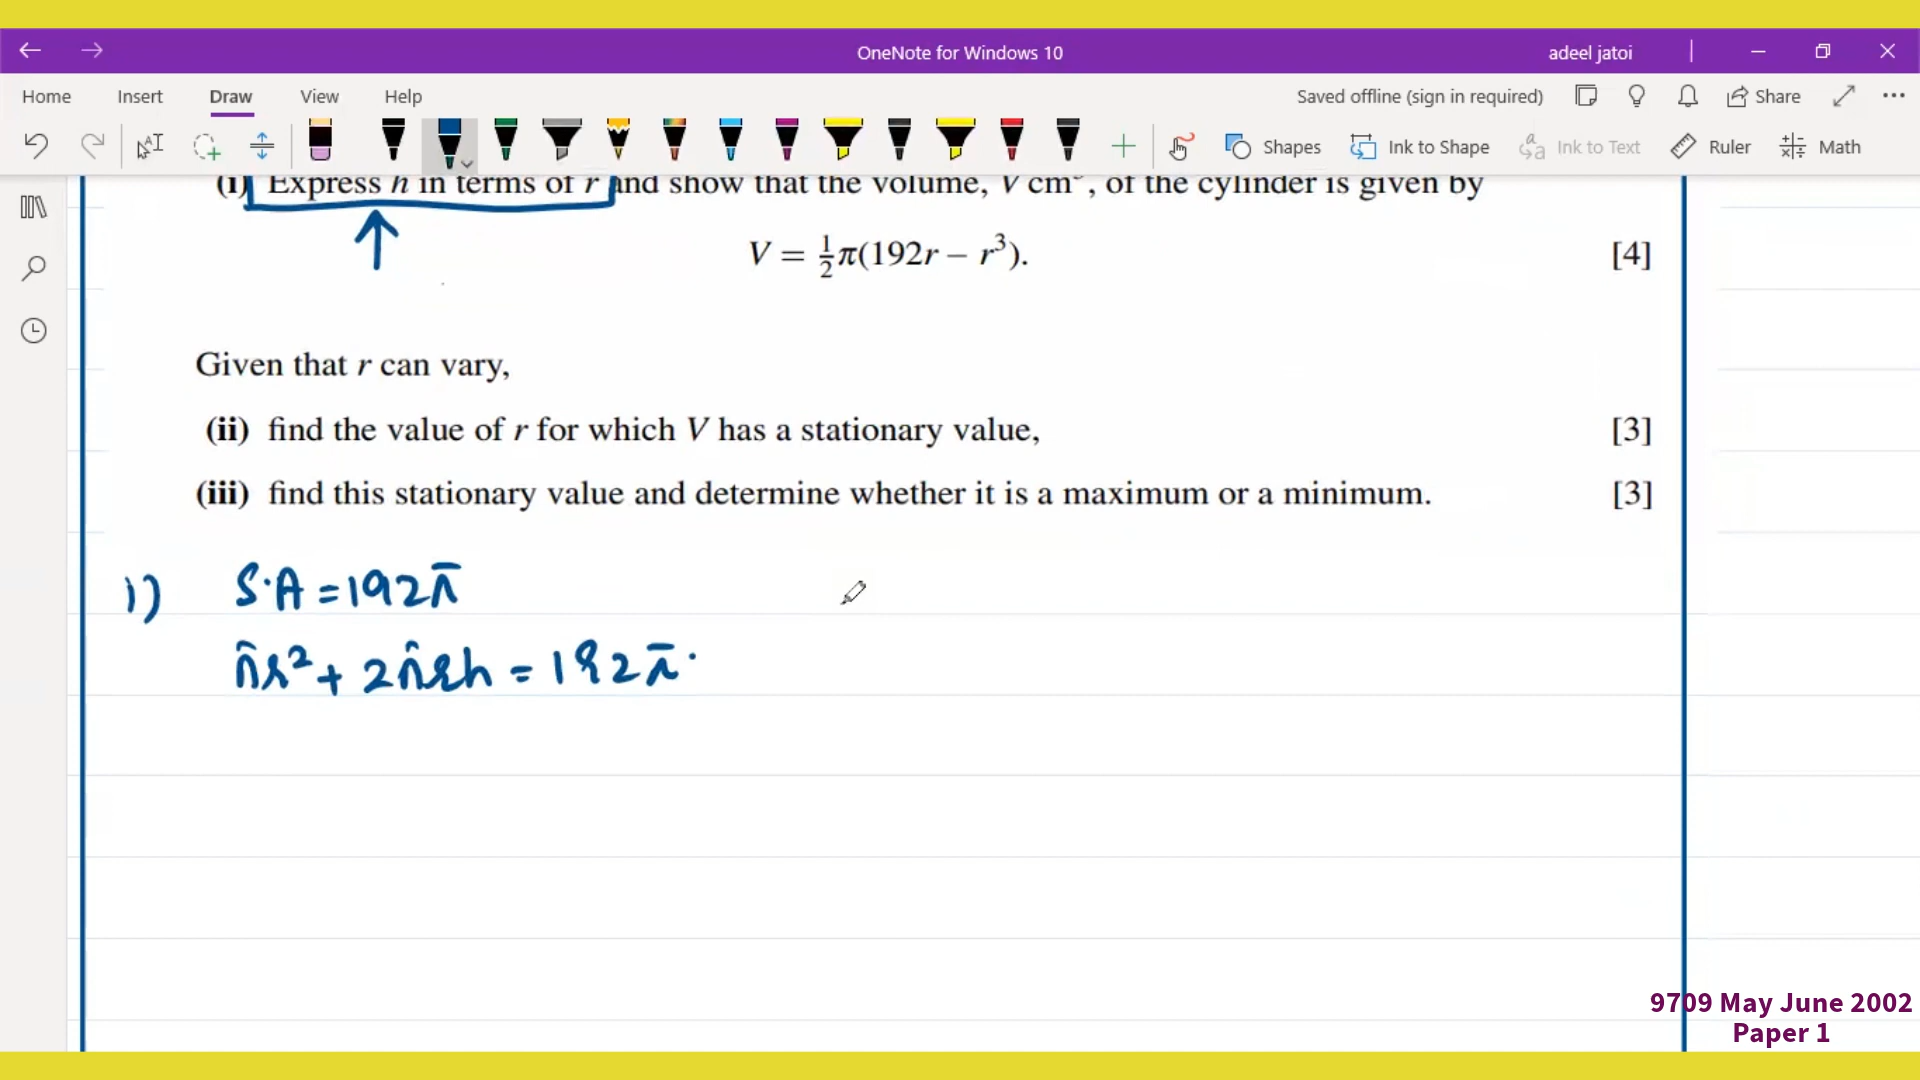 OneNote for Windows 10
adeel jatoi
Home Insert Draw View Help
Saved offline (sign in required) Share
Shapes Ink to Shape Ink to Text Ruler Math
(i) Express h in terms of r and show that the volume, V cm³, of the cylinder is given by
V = ½π(192r − r³). [4]
Given that r can vary,
(ii) find the value of r for which V has a stationary value, [3]
(iii) find this stationary value and determine whether it is a maximum or a minimum. [3]
1) S.A = 192π
πr² + 2πrh = 192π.
9709 May June 2002
Paper 1